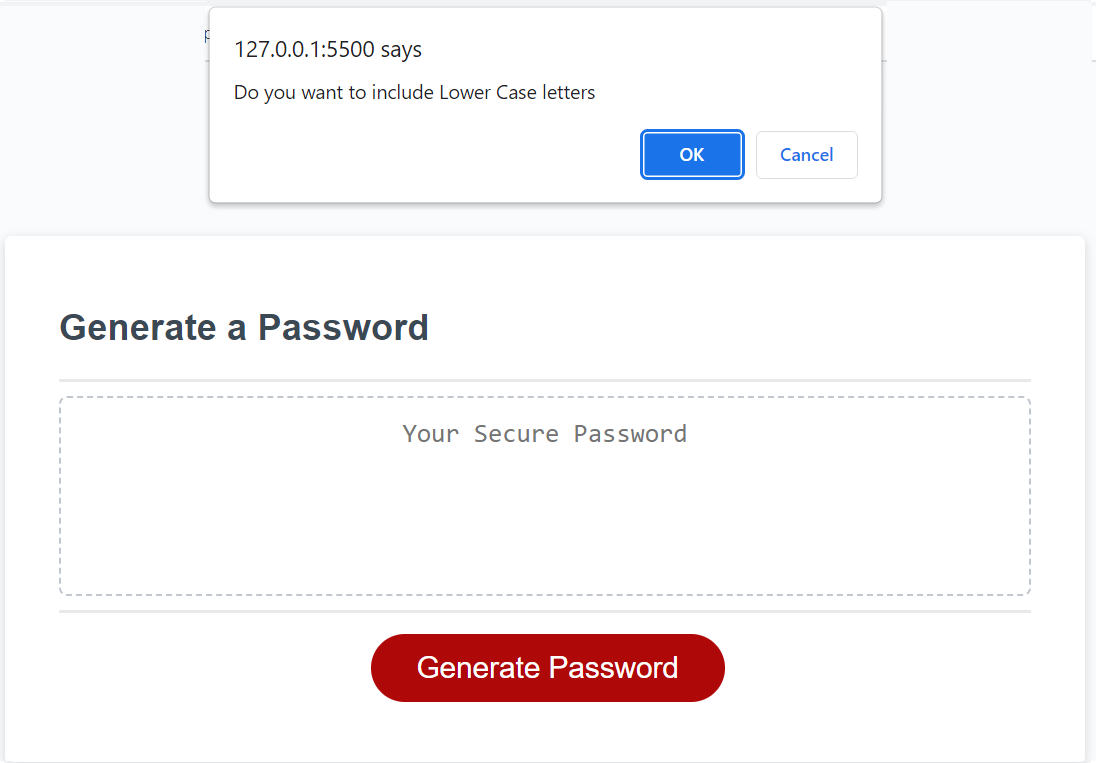 127.0.0.1:5500 says
Do you want to include Lower Case letters
OK
Cancel
Generate a Password
Your Secure Password
Generate Password